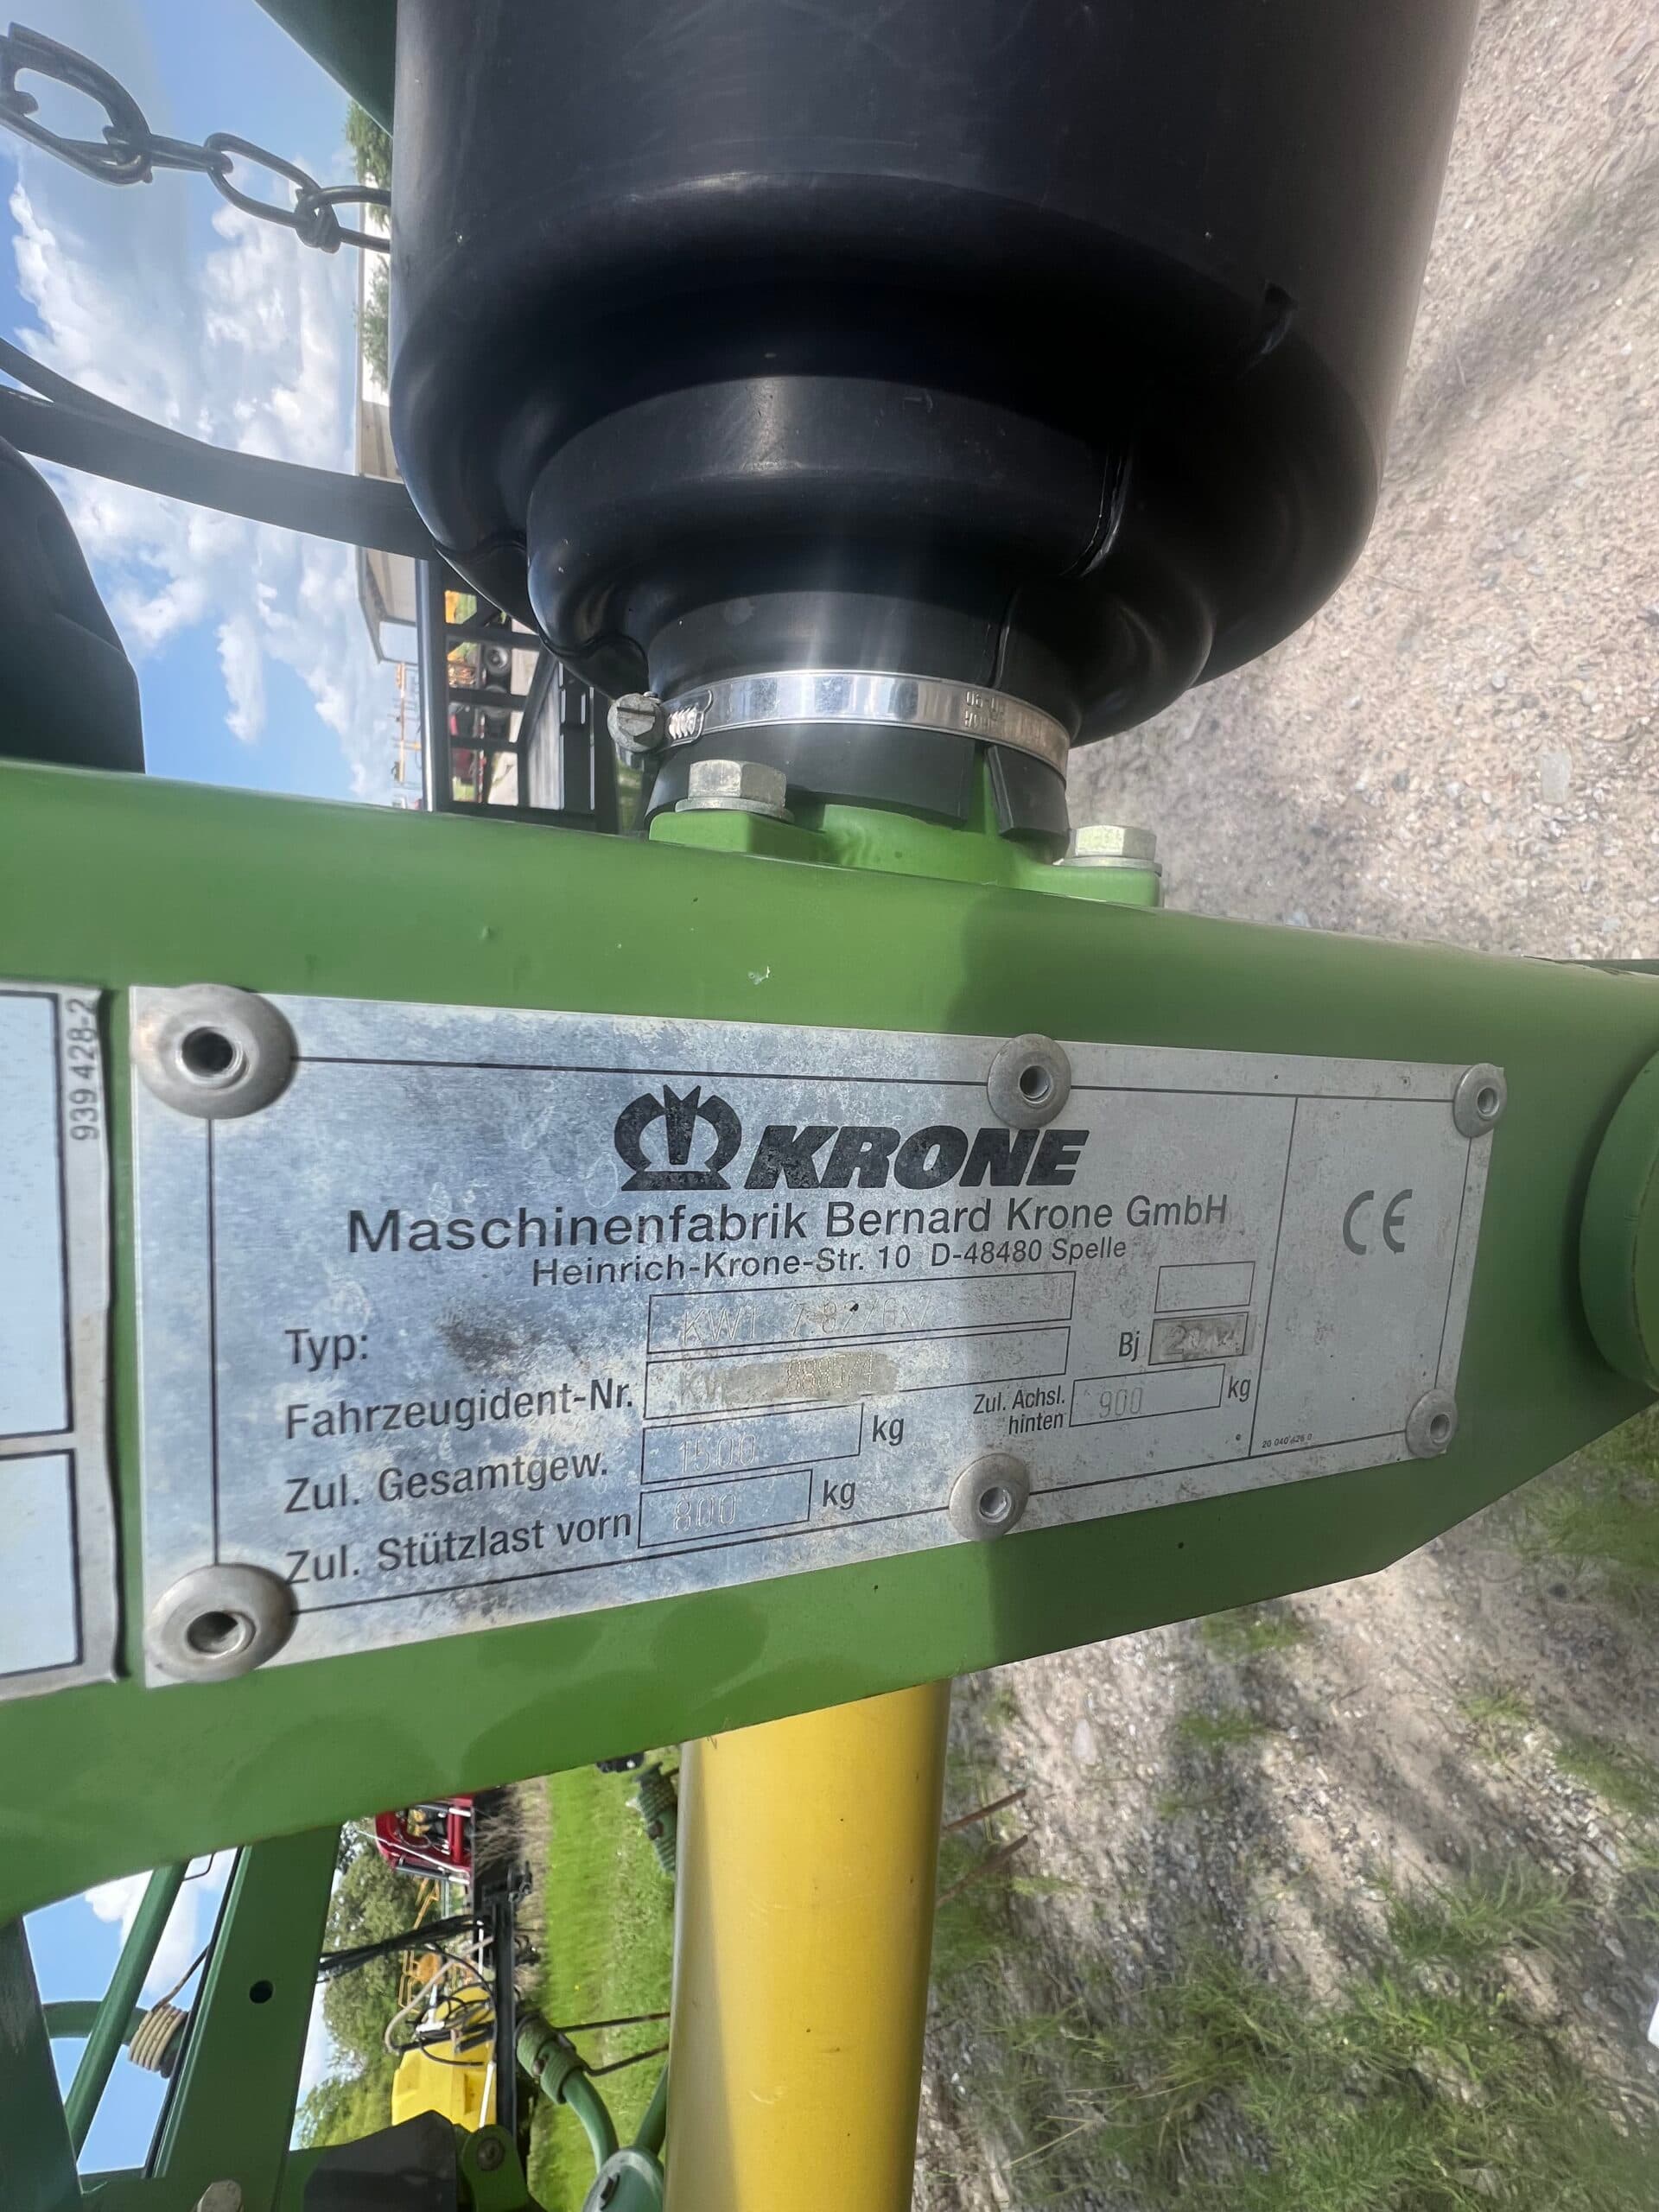 939 428-2
KRONE
Maschinenfabrik Bernard Krone GmbH
Heinrich-Krone-Str. 10 D-48480 Spelle
CE
Typ:
Fahrzeugident-Nr. Bj
Zul. Gesamtgew. 1500 kg Zul. Achsl. hinten 900 kg
Zul. Stützlast vorn 800 kg